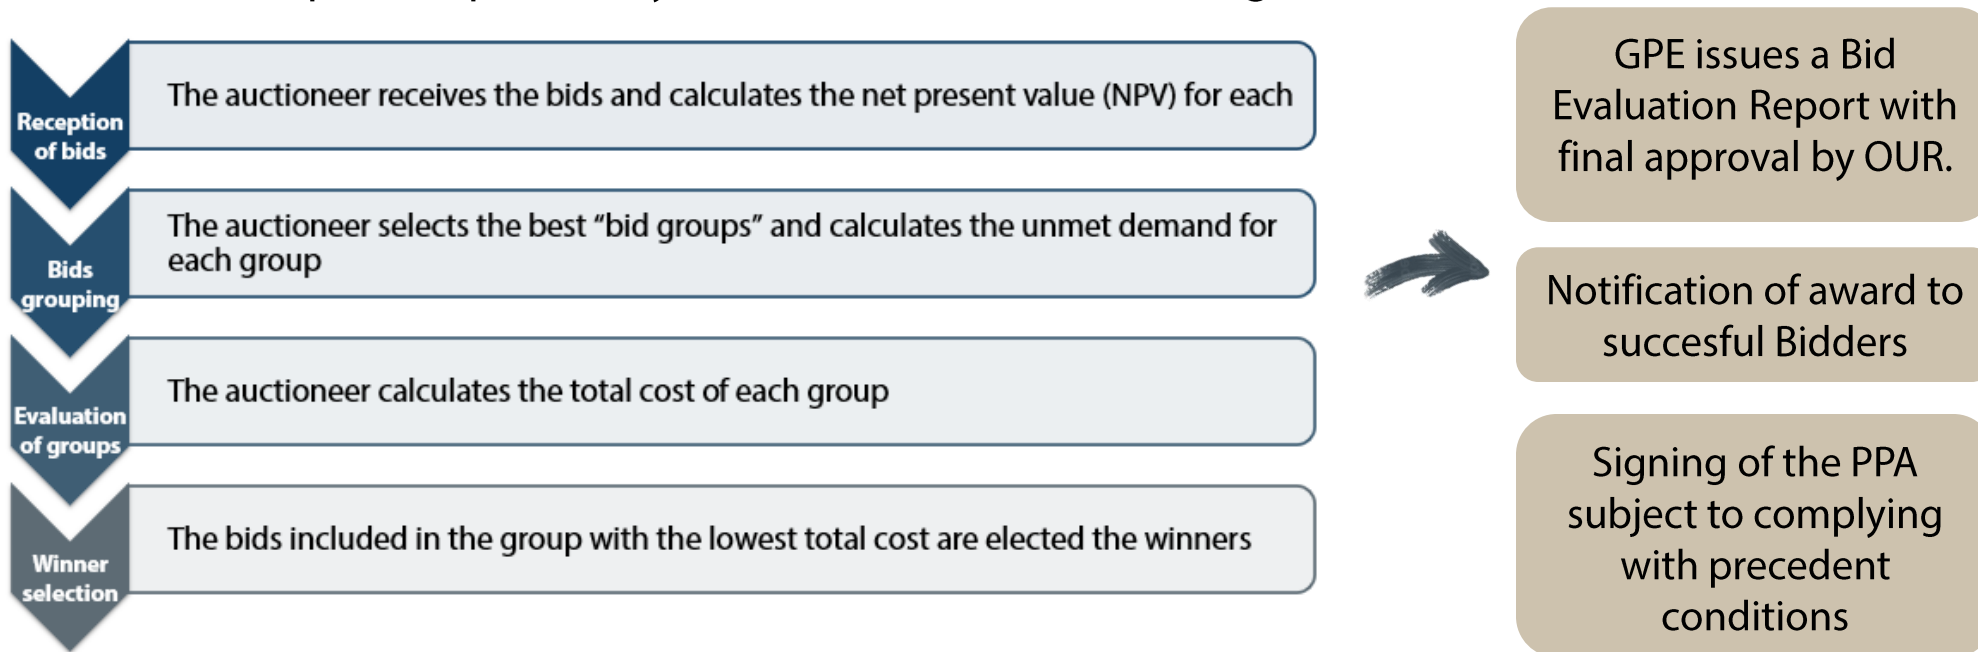 Reception
of bids
The auctioneer receives the bids and calculates the net present value (NPV) for each
Bids
grouping
The auctioneer selects the best “bid groups” and calculates the unmet demand for
each group
Evaluation
of groups
The auctioneer calculates the total cost of each group
Winner
selection
The bids included in the group with the lowest total cost are elected the winners
GPE issues a Bid
Evaluation Report with
final approval by OUR.
Notification of award to
succesful Bidders
Signing of the PPA
subject to complying
with precedent
conditions